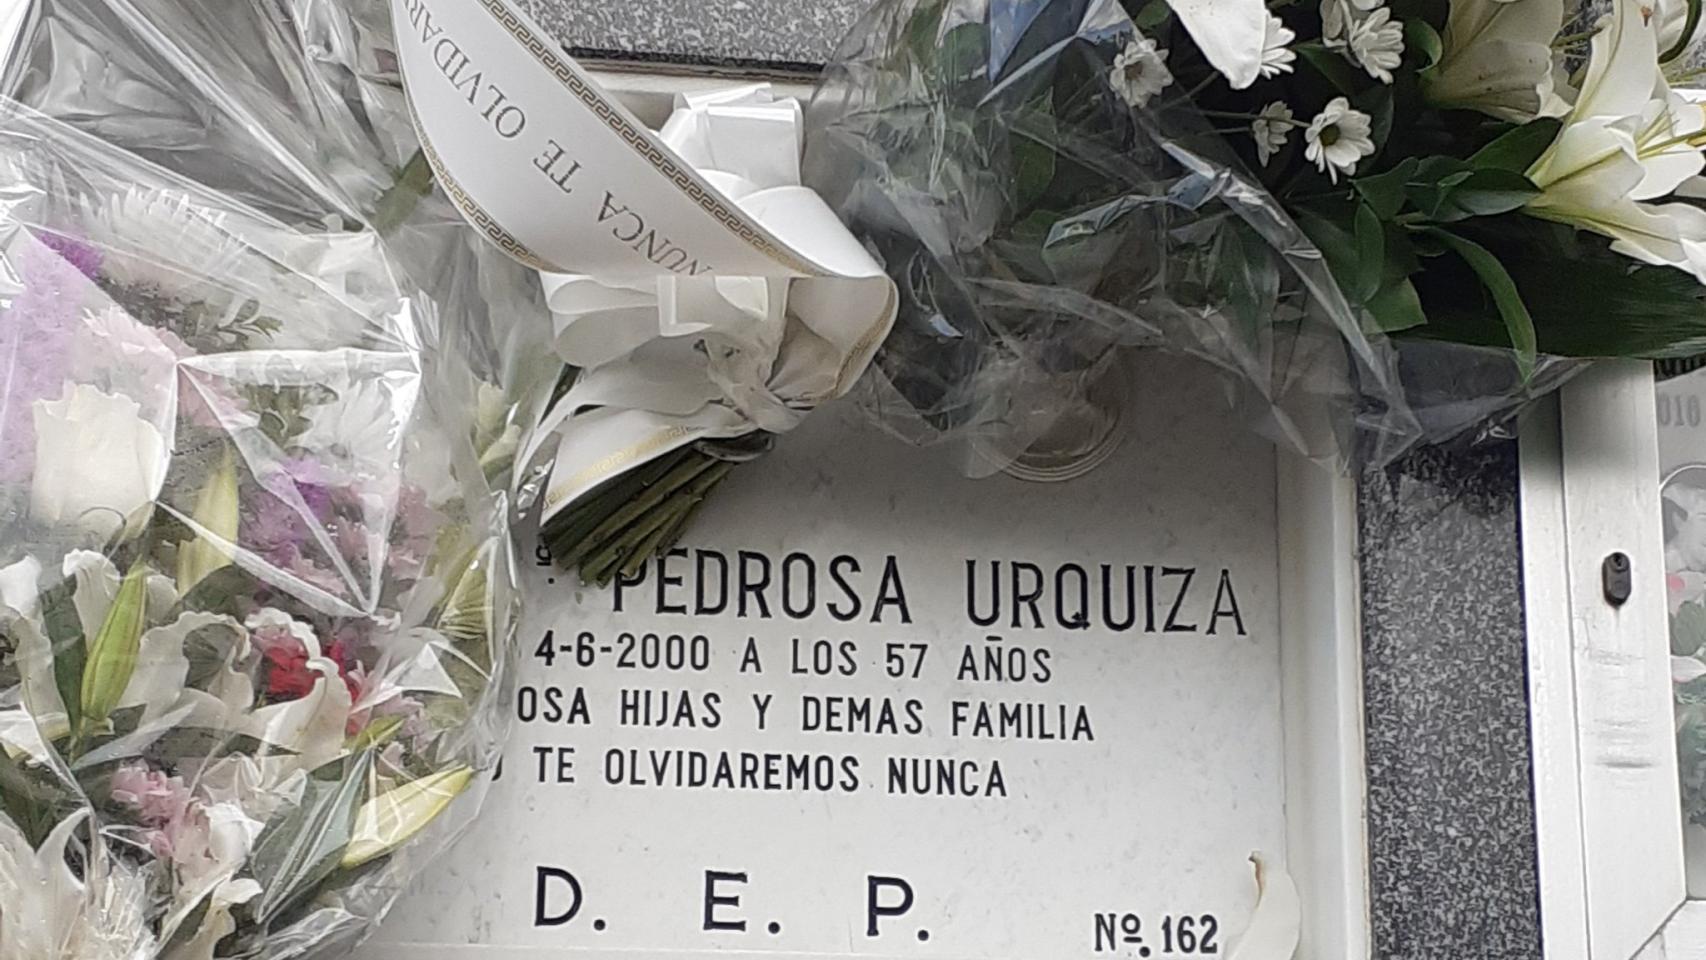 NUNCA TE
º. PEDROSA URQUIZA
4-6-2000 A LOS 57 AÑOS
OSA HIJAS Y DEMAS FAMILIA
TE OLVIDAREMOS NUNCA
D. E. P.
Nº. 162